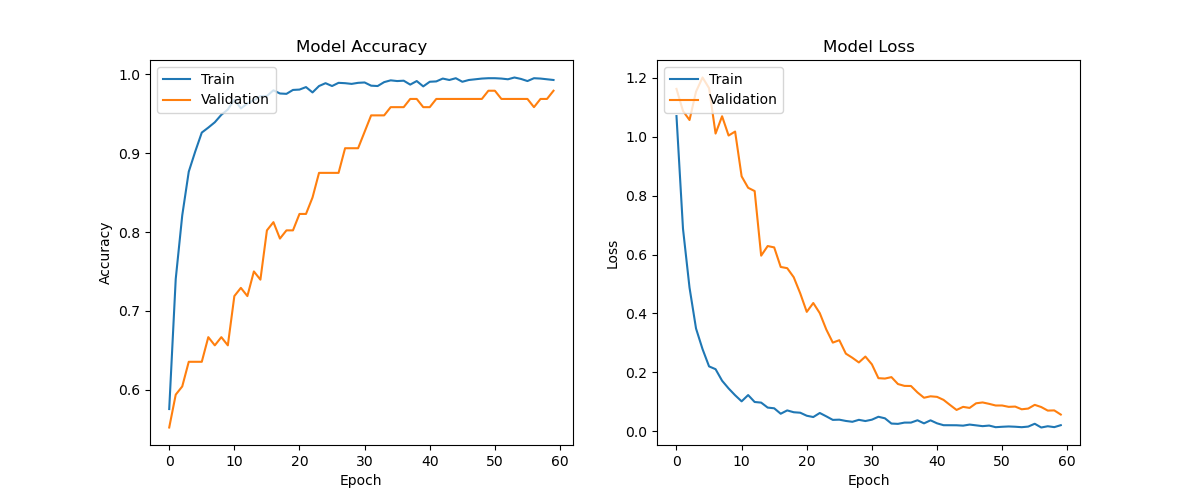 Model Accuracy
Train
Validation
1.0
0.9
0.8
0.7
0.6
Accuracy
0 10 20 30 40 50 60
Epoch
Model Loss
Train
Validation
1.2
1.0
0.8
0.6
0.4
0.2
0.0
Loss
0 10 20 30 40 50 60
Epoch